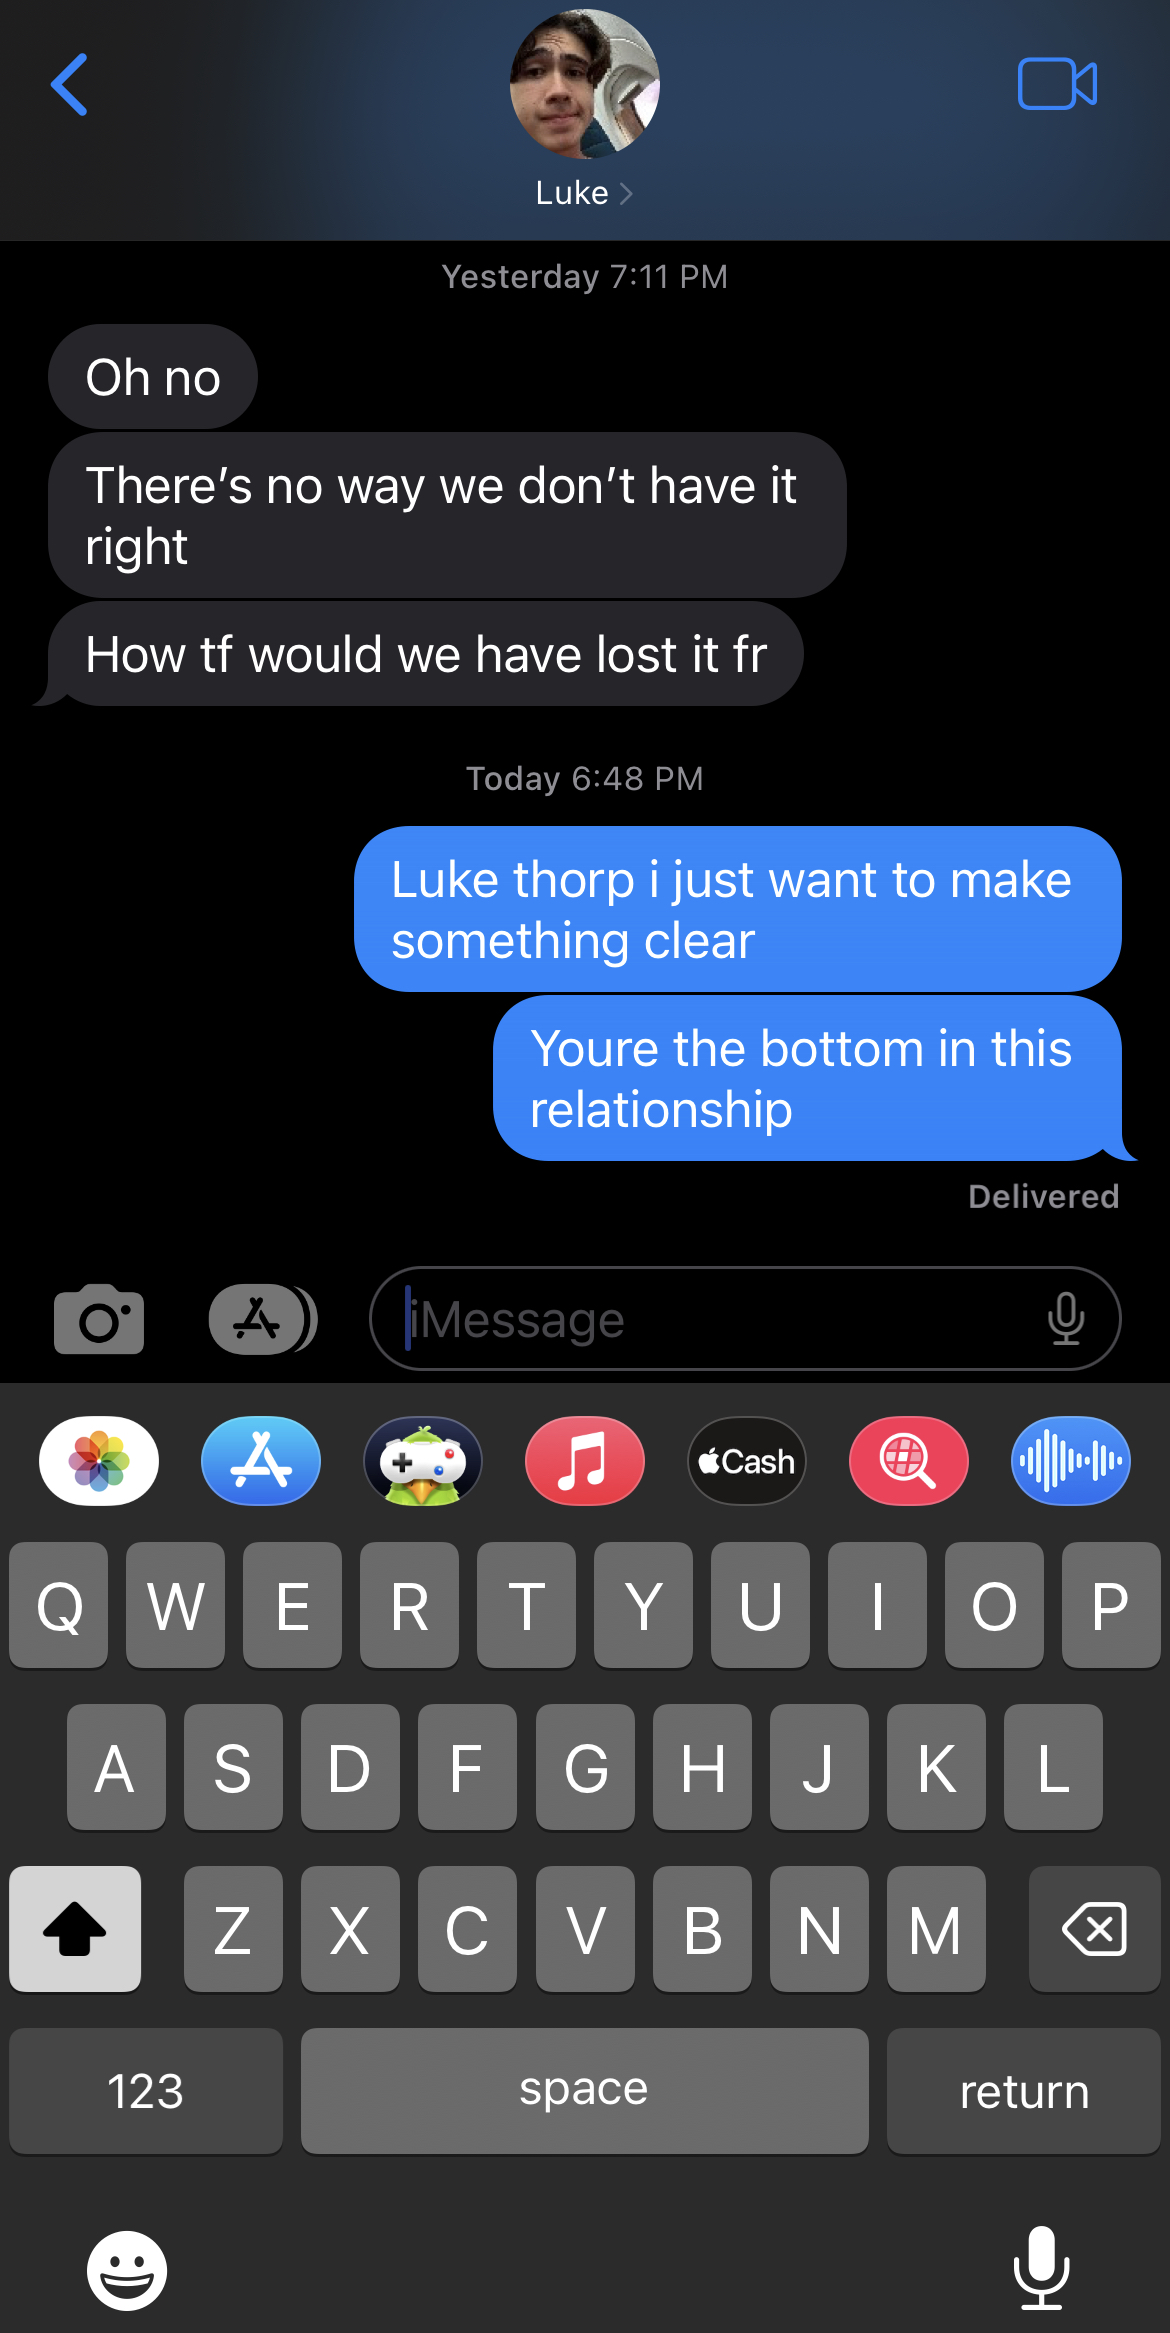 Luke
Yesterday 7:11 PM
Oh no
There’s no way we don’t have it
right
How tf would we have lost it fr
Today 6:48 PM
Luke thorp i just want to make
something clear
Youre the bottom in this
relationship
Delivered
iMessage
Cash
Q W E R T Y U I O P
A S D F G H J K L
Z X C V B N M
123 space return